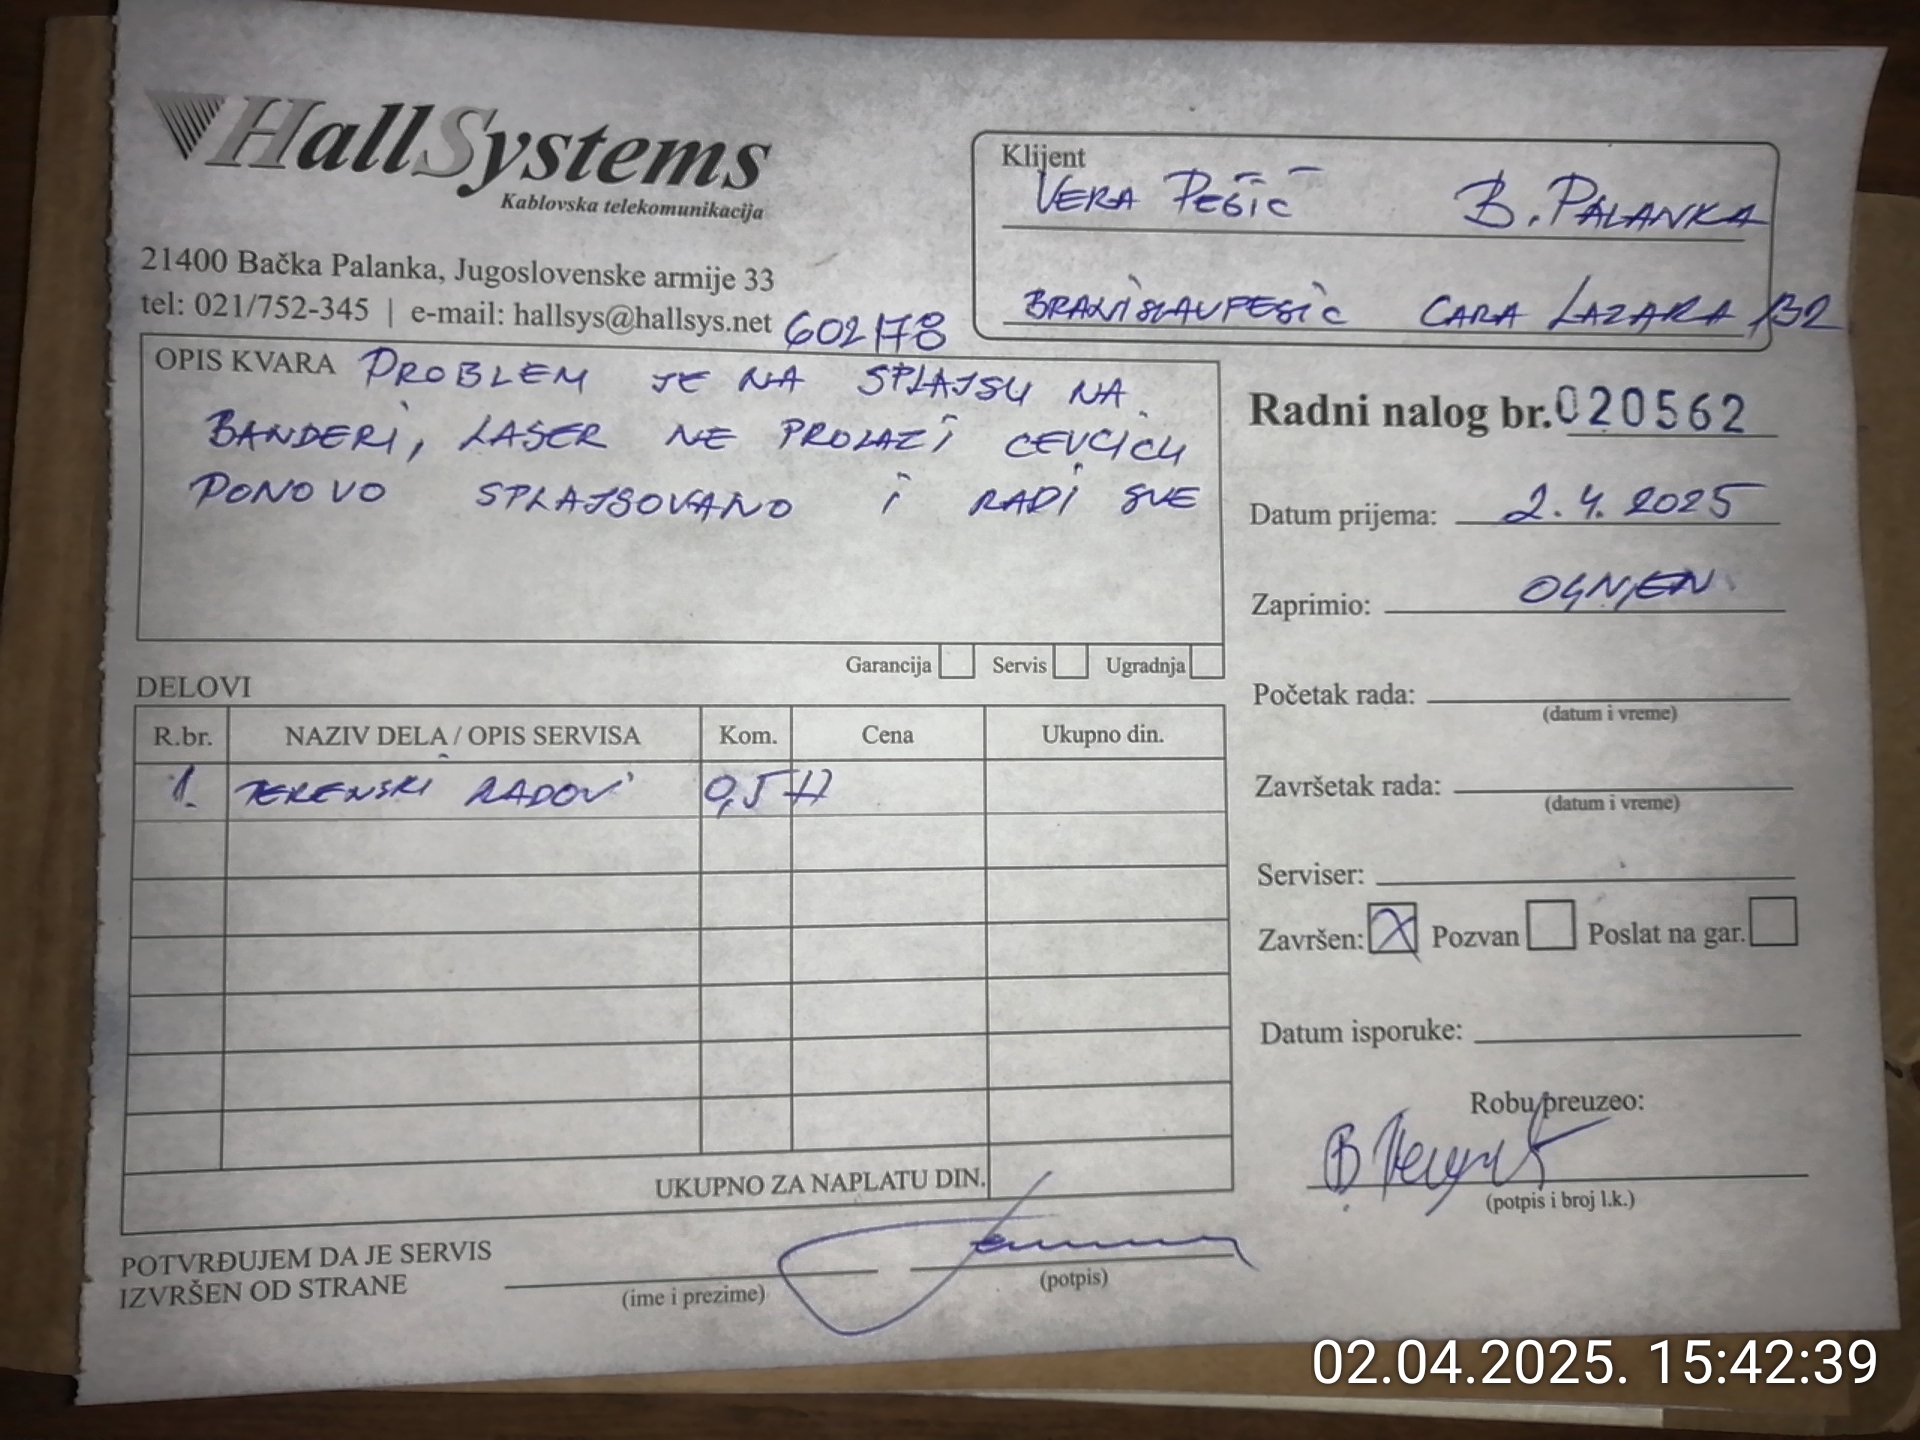 HallSystems
Kablovska telekomunikacija
21400 Bačka Palanka, Jugoslovenske armije 33
tel: 021/752-345 | e-mail: hallsys@hallsys.net
602178
Klijent
VERA PEŠIĆ B. PALANKA
BRANISLAV PEŠIĆ CARA LAZARA 132
OPIS KVARA PROBLEM JE NA SPLAJSU NA
BANDERI, LASER NE PROLAZI CEVČICU
PONOVO SPLAJSOVANO I RADI SVE
Garancija Servis Ugradnja
Radni nalog br. 020562
Datum prijema: 2.4.2025
Zaprimio: OGNJEN
Početak rada:
(datum i vreme)
Završetak rada:
(datum i vreme)
Serviser:
Završen: X Pozvan Poslat na gar.
Datum isporuke:
Robu preuzeo:
(potpis i broj l.k.)
DELOVI
R.br. NAZIV DELA / OPIS SERVISA Kom. Cena Ukupno din.
1. TERENSKI RADOVI 0,5 H
UKUPNO ZA NAPLATU DIN.
POTVRĐUJEM DA JE SERVIS
IZVRŠEN OD STRANE
(ime i prezime) (potpis)
02.04.2025. 15:42:39